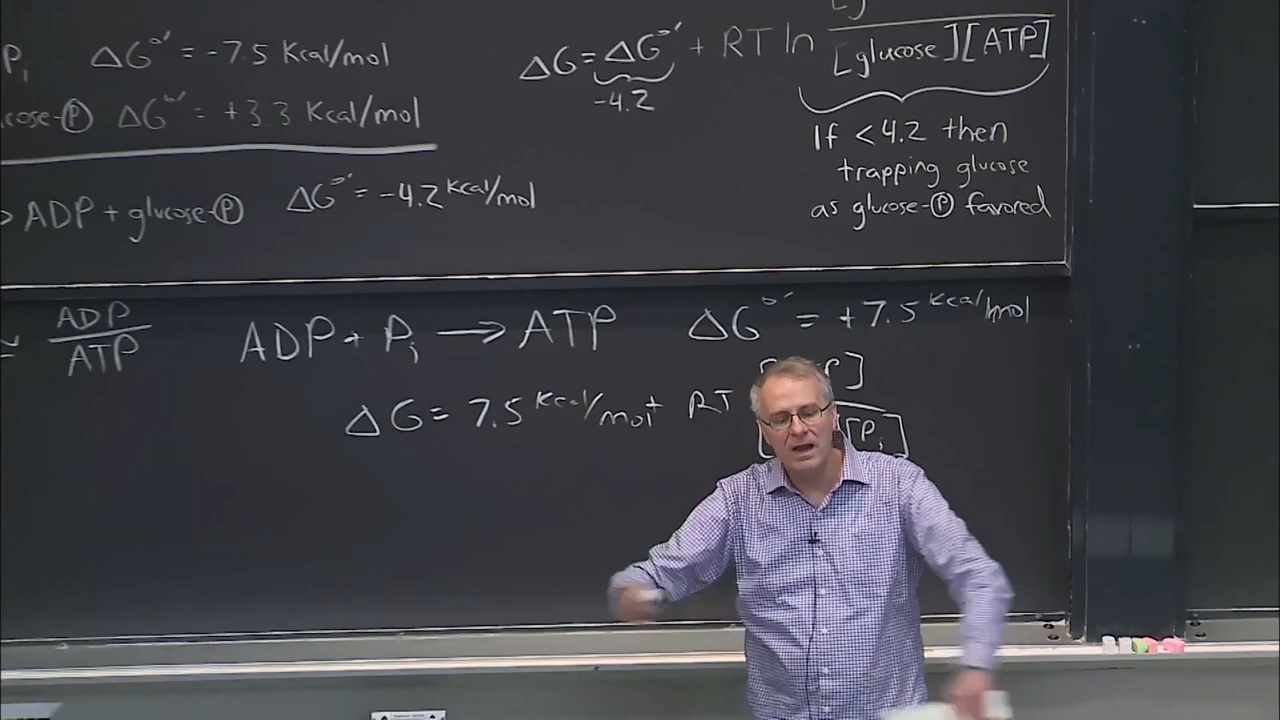 Pᵢ ΔG°' = -7.5 Kcal/mol
cose-Ⓟ ΔG°' = +3.3 Kcal/mol
> ADP + glucose-Ⓟ ΔG°' = -4.2 Kcal/mol
ΔG = ΔG°' + RT ln
[glucose][ATP]
-4.2
If < 4.2 then
trapping glucose
as glucose-Ⓟ favored
ADP
ATP
ADP + Pᵢ → ATP ΔG°' = +7.5 Kcal/mol
ΔG = 7.5 Kcal/mol + RT
[Pᵢ]